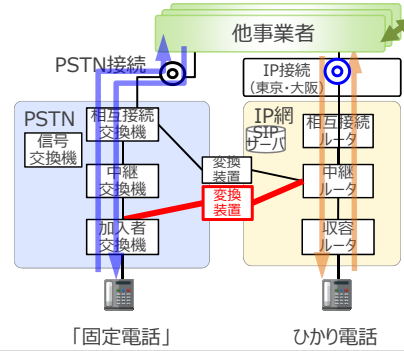 他事業者
PSTN接続
IP接続
(東京・大阪)
PSTN
IP網
相互接続
交換機
信号
交換機
SIP
サーバ
相互接続
ルータ
変換
装置
中継
交換機
中継
ルータ
変換
装置
加入者
交換機
収容
ルータ
「固定電話」
ひかり電話